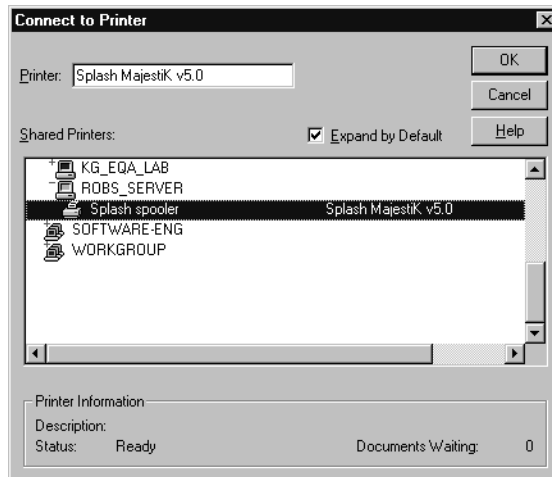 Connect to Printer
Printer: Splash MajestiK v5.0
OK
Cancel
Shared Printers:
Expand by Default
Help
KG_EQA_LAB
ROBS_SERVER
Splash spooler Splash MajestiK v5.0
SOFTWARE-ENG
WORKGROUP
Printer Information
Description:
Status: Ready Documents Waiting: 0